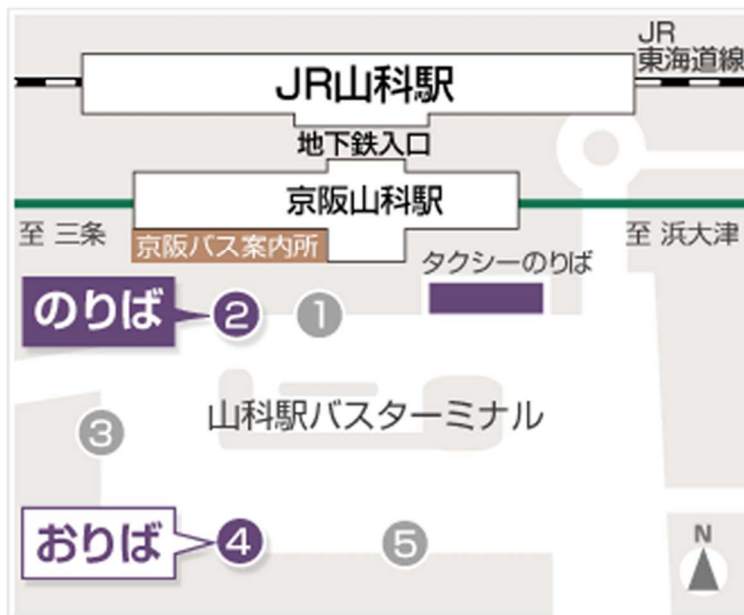 JR
東海道線
JR山科駅
地下鉄入口
京阪山科駅
至 三条
至 浜大津
京阪バス案内所
タクシーのりば
のりば
2
1
山科駅バスターミナル
3
おりば
4
5
N